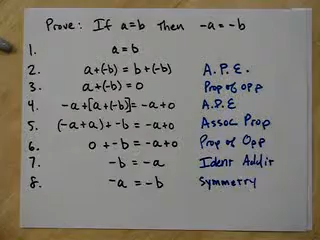 Prove: If a=b Then -a=-b
1. a=b
2. a+(-b) = b+(-b) A.P.E.
3. a+(-b) = 0 Prop of Opp
4. -a+[a+(-b)]= -a+0 A.P.E
5. (-a+a)+-b = -a+0 Assoc Prop
6. 0 + -b = -a+0 Prop of Opp
7. -b = -a Ident Addit
8. -a = -b Symmetry